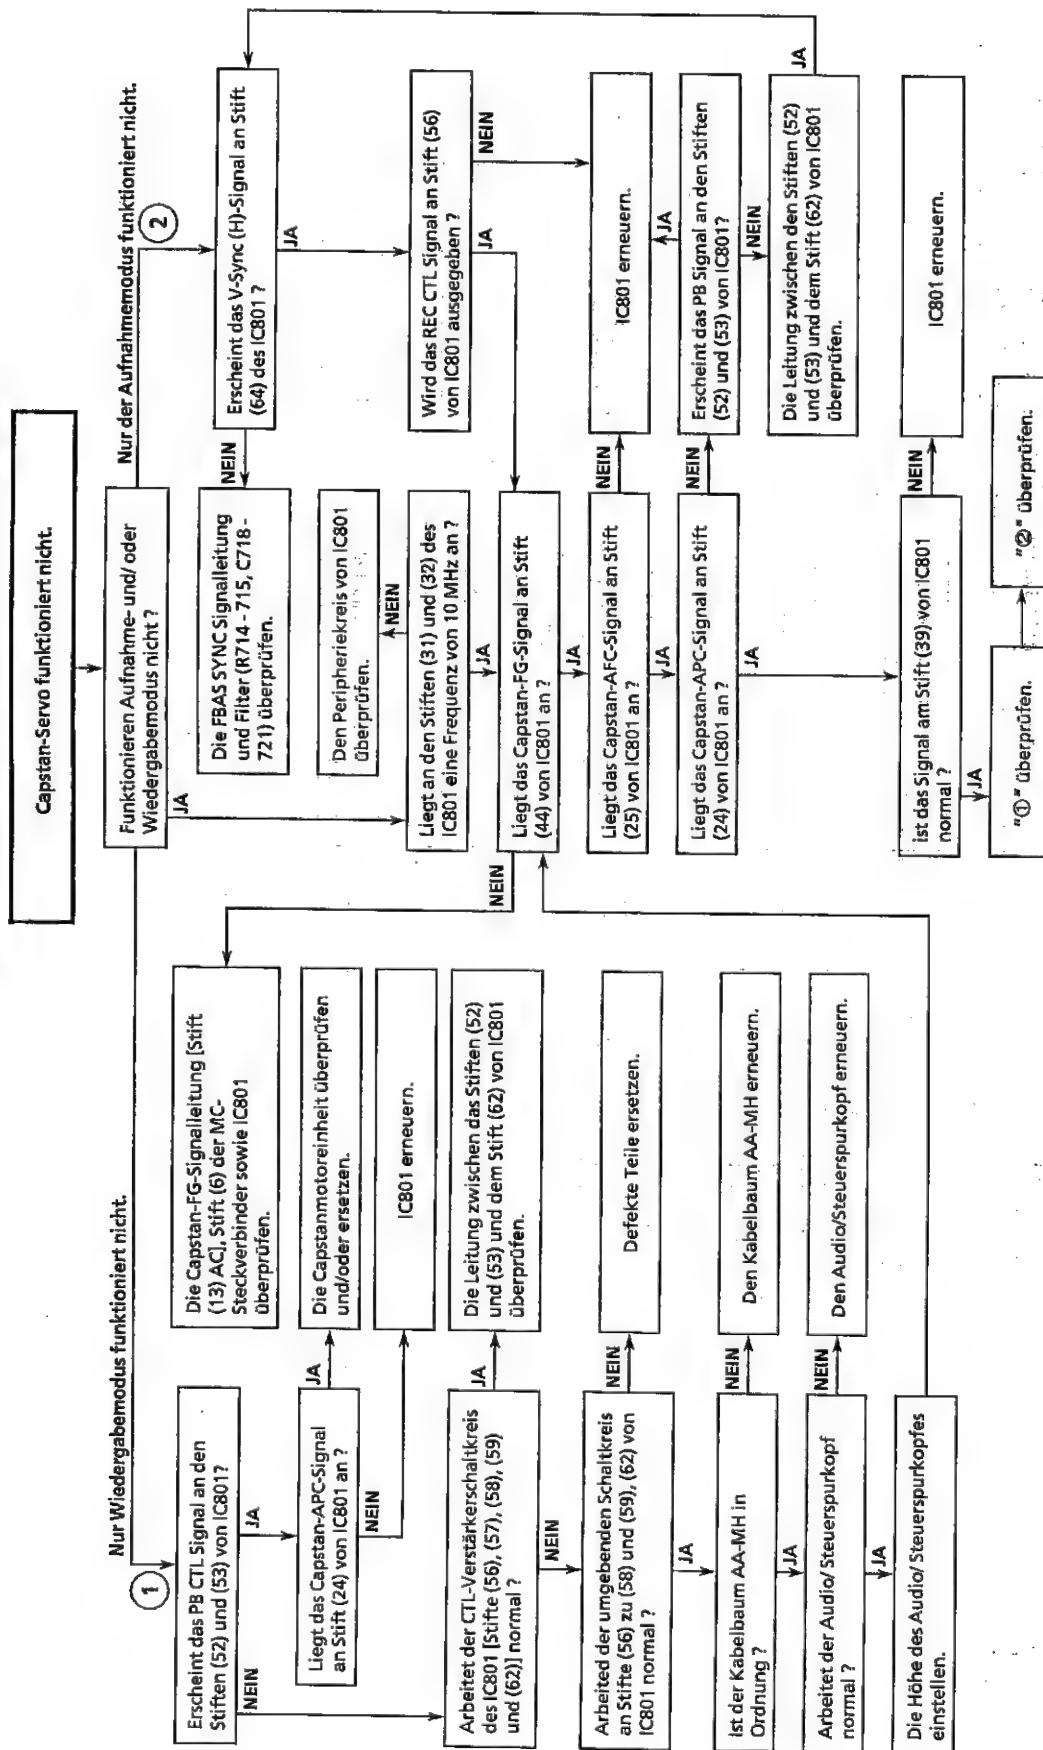 Capstan-Servo funktioniert nicht.
Funktionieren Aufnahme-und/ oder
Wiedergabemodus nicht ?
Nur Wiedergabemodus funktioniert nicht.
Nur der Aufnahmemodus funktioniert nicht.
JA
1
Erscheint das PB CTL Signal an den
Stiften (52) und (53) von IC801?
JA
NEIN
Liegt das Capstan-APC-Signal
an Stift (24) von IC801 an ?
JA
NEIN
Arbeitet der CTL-Verstärkerschaltkreis
des IC801 [Stifte (56), (57), (58), (59)
und (62)] normal ?
JA
NEIN
Arbeited der umgebenden Schaltkreis
an Stifte (56) zu (58) und (59), (62) von
IC801 normal ?
NEIN
JA
Ist der Kabelbaum AA-MH in
Ordnung ?
NEIN
JA
Arbeitet der Audio/ Steuerspurkopf
normal ?
NEIN
JA
Die Höhe des Audio/ Steuerspurkopfes
einstellen.
Die Capstan-FG-Signalleitung [Stift
(13) AC], Stift (6) der MC-
Steckverbinder sowie IC801
überprüfen.
Die Capstanmotoreinheit überprüfen
und/oder ersetzen.
IC801 erneuern.
Die Leitung zwischen das Stiften (52)
und (53) und dem Stift (62) von IC801
überprüfen.
Defekte Teile ersetzen.
Den Kabelbaum AA-MH erneuern.
Den Audio/Steuerspurkopf erneuern.
Die FBAS SYNC Signalleitung
und Filter (R714 - 715, C718 -
721) überprüfen.
Den Peripheriekreis von IC801
überprüfen.
NEIN
Liegt an den Stiften (31) und (32) des
IC801 eine Frequenz von 10 MHz an ?
JA
Liegt das Capstan-FG-Signal an Stift
(44) von IC801 an ?
NEIN
JA
Liegt das Capstan-AFC-Signal an Stift
(25) von IC801 an ?
NEIN
JA
Liegt das Capstan-APC-Signal an Stift
(24) von IC801 an ?
NEIN
JA
ist das Signal am Stift (39) von IC801
normal ?
NEIN
JA
"①" überprüfen.
"②" überprüfen.
2
Erscheint das V-Sync (H)-Signal an Stift
(64) des IC801 ?
NEIN
JA
Wird das REC CTL Signal an Stift (56)
von IC801 ausgegeben ?
NEIN
JA
IC801 erneuern.
JA
Erscheint das PB Signal an den Stiften
(52) und (53) von IC801?
NEIN
Die Leitung zwischen den Stiften (52)
und (53) und dem Stift (62) von IC801
überprüfen.
JA
IC801 erneuern.